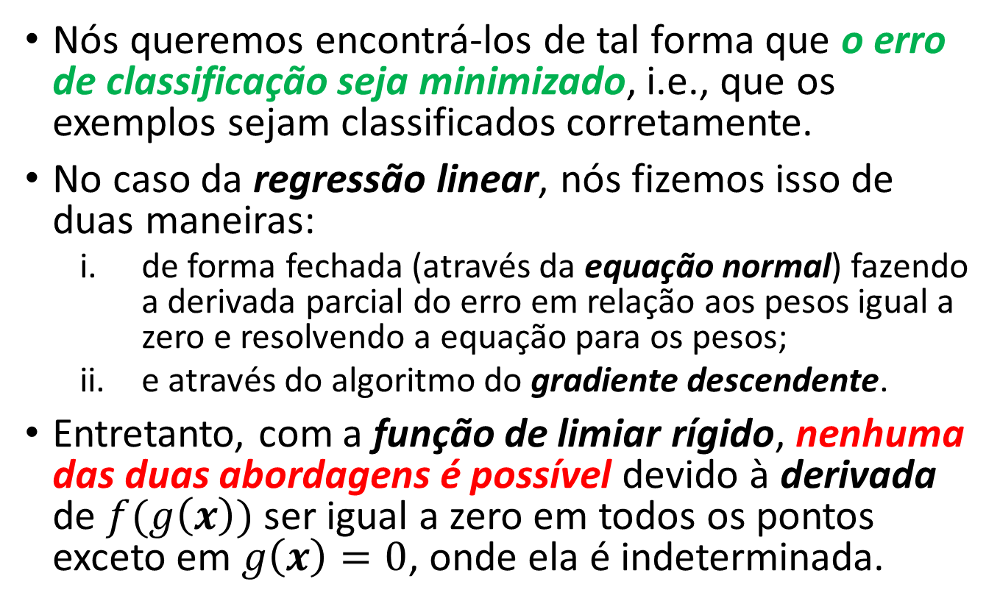 • Nós queremos encontrá-los de tal forma que o erro
de classificação seja minimizado, i.e., que os
exemplos sejam classificados corretamente.
• No caso da regressão linear, nós fizemos isso de
duas maneiras:
i. de forma fechada (através da equação normal) fazendo
a derivada parcial do erro em relação aos pesos igual a
zero e resolvendo a equação para os pesos;
ii. e através do algoritmo do gradiente descendente.
• Entretanto, com a função de limiar rígido, nenhuma
das duas abordagens é possível devido à derivada
de f(g(x)) ser igual a zero em todos os pontos
exceto em g(x) = 0, onde ela é indeterminada.